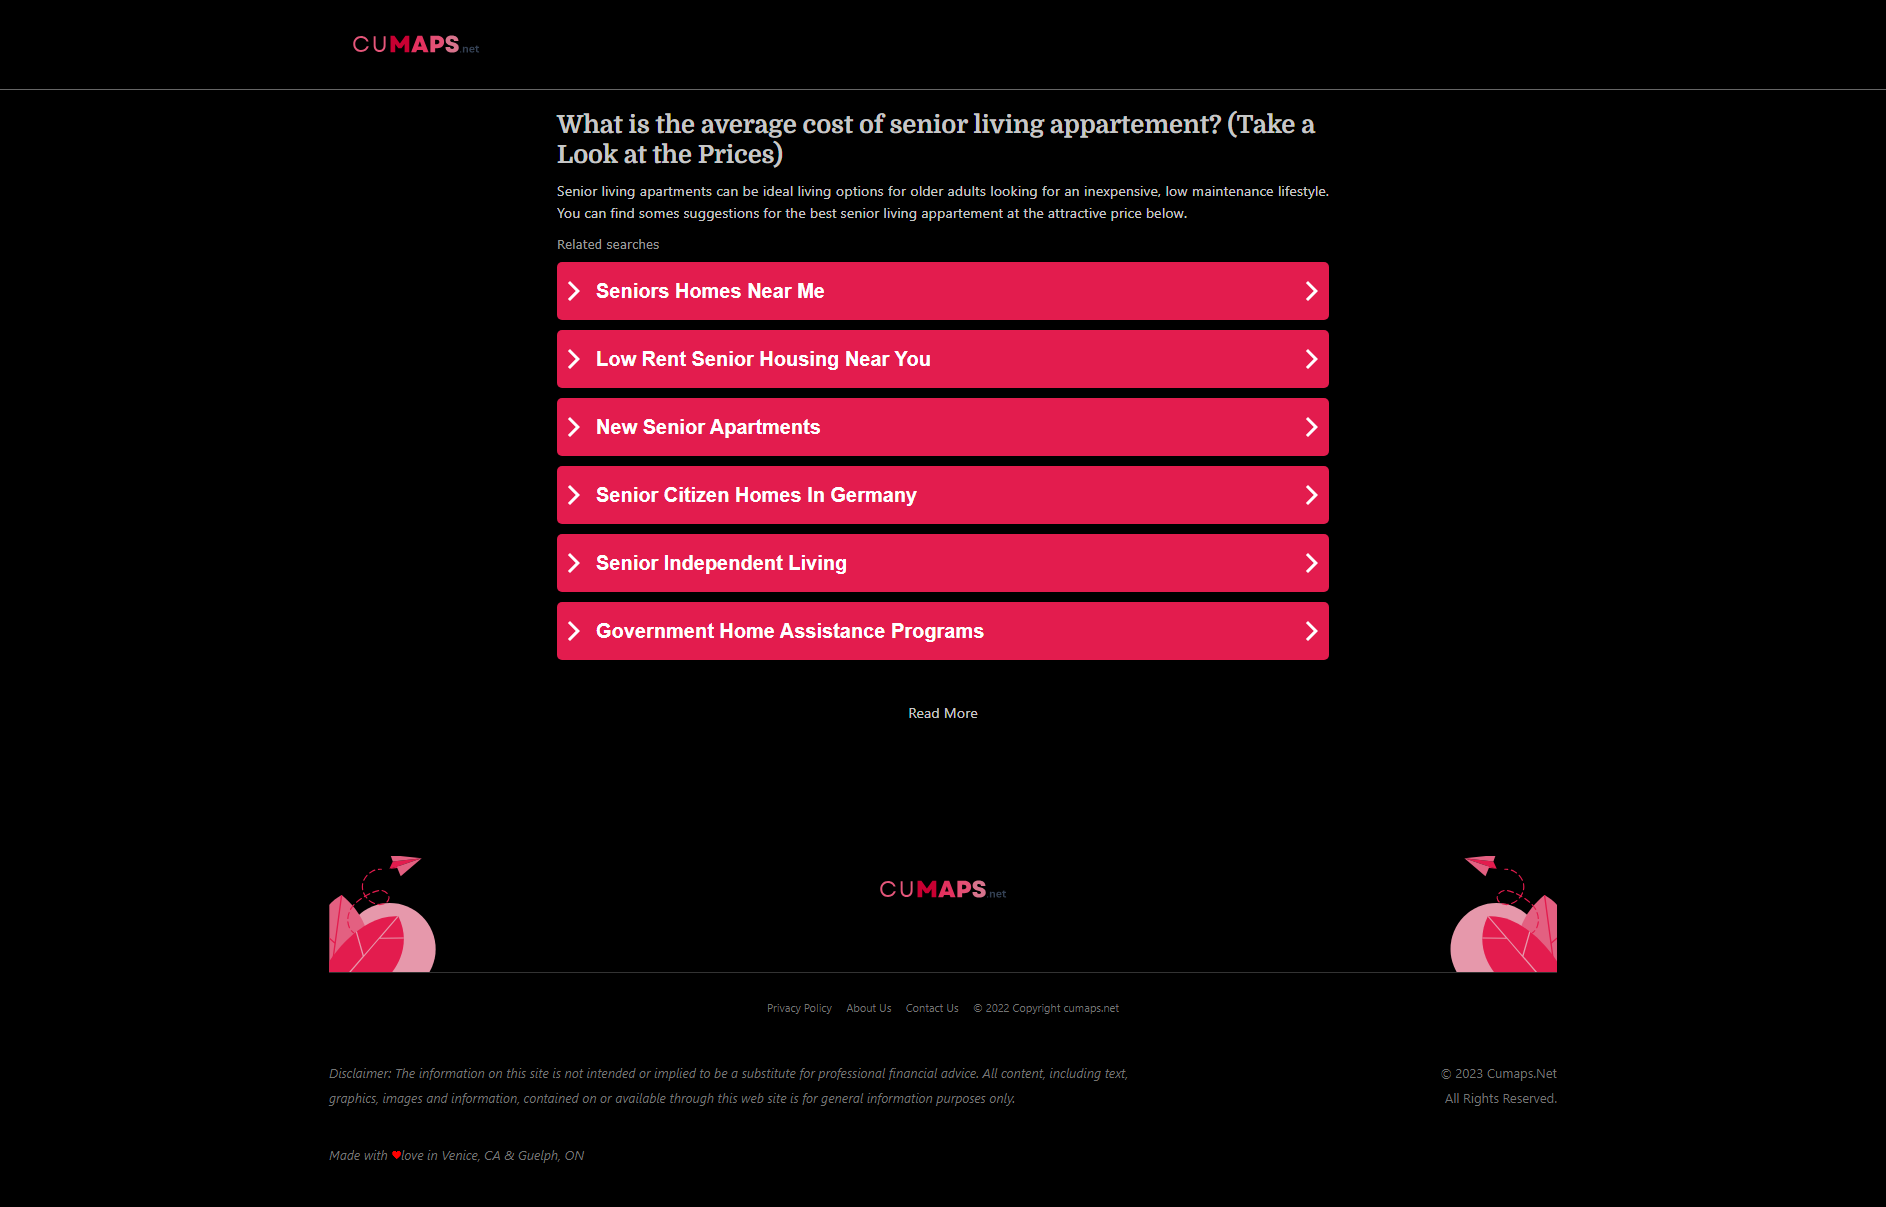 CUMAPS.net
What is the average cost of senior living appartement? (Take a
Look at the Prices)
Senior living apartments can be ideal living options for older adults looking for an inexpensive, low maintenance lifestyle.
You can find somes suggestions for the best senior living appartement at the attractive price below.
Related searches
Seniors Homes Near Me
Low Rent Senior Housing Near You
New Senior Apartments
Senior Citizen Homes In Germany
Senior Independent Living
Government Home Assistance Programs
Read More
CUMAPS.net
Privacy Policy About Us Contact Us © 2022 Copyright cumaps.net
Disclaimer: The information on this site is not intended or implied to be a substitute for professional financial advice. All content, including text,
graphics, images and information, contained on or available through this web site is for general information purposes only.
© 2023 Cumaps.Net
All Rights Reserved.
Made with ♥love in Venice, CA & Guelph, ON